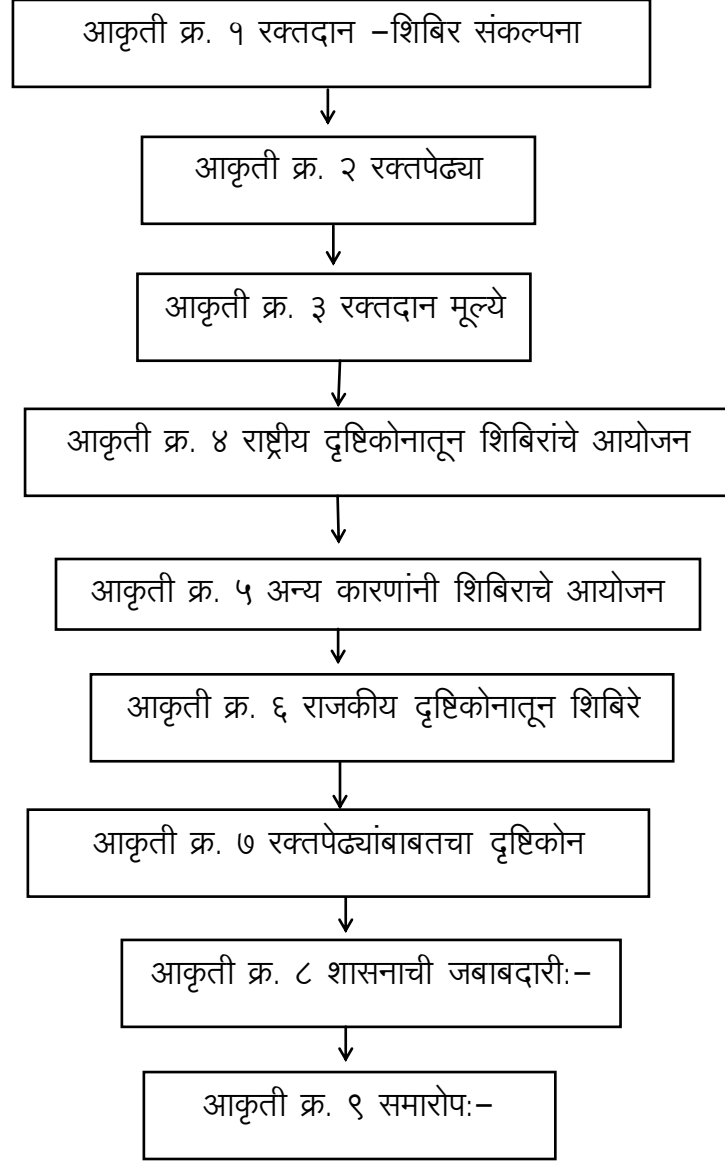 आकृती क्र. १ रक्तदान –शिबिर संकल्पना
आकृती क्र. २ रक्तपेढ्या
आकृती क्र. ३ रक्तदान मूल्ये
आकृती क्र. ४ राष्ट्रीय दृष्टिकोनातून शिबिरांचे आयोजन
आकृती क्र. ५ अन्य कारणांनी शिबिराचे आयोजन
आकृती क्र. ६ राजकीय दृष्टिकोनातून शिबिरे
आकृती क्र. ७ रक्तपेढ्यांबाबतचा दृष्टिकोन
आकृती क्र. ८ शासनाची जबाबदारी:–
आकृती क्र. ९ समारोप:–